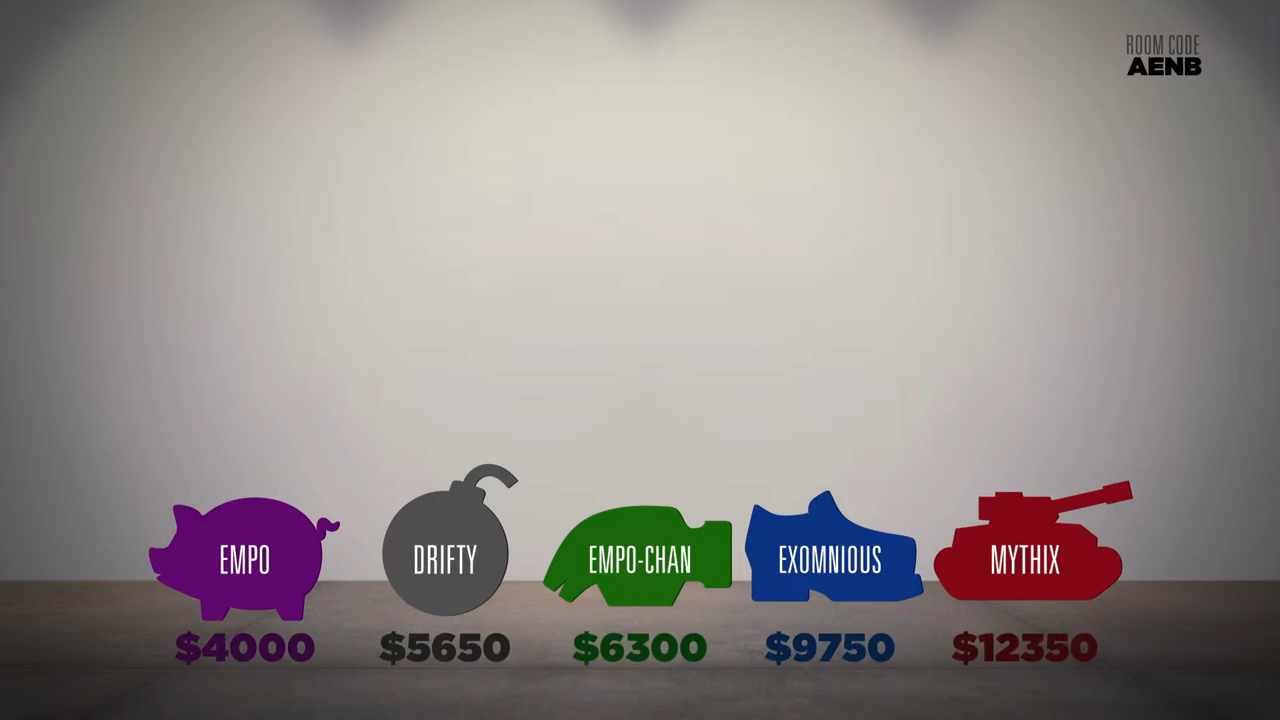 ROOM CODE
AENB
EMPO
DRIFTY
EMPO-CHAN
EXOMNIOUS
MYTHIX
$4000
$5650
$6300
$9750
$12350